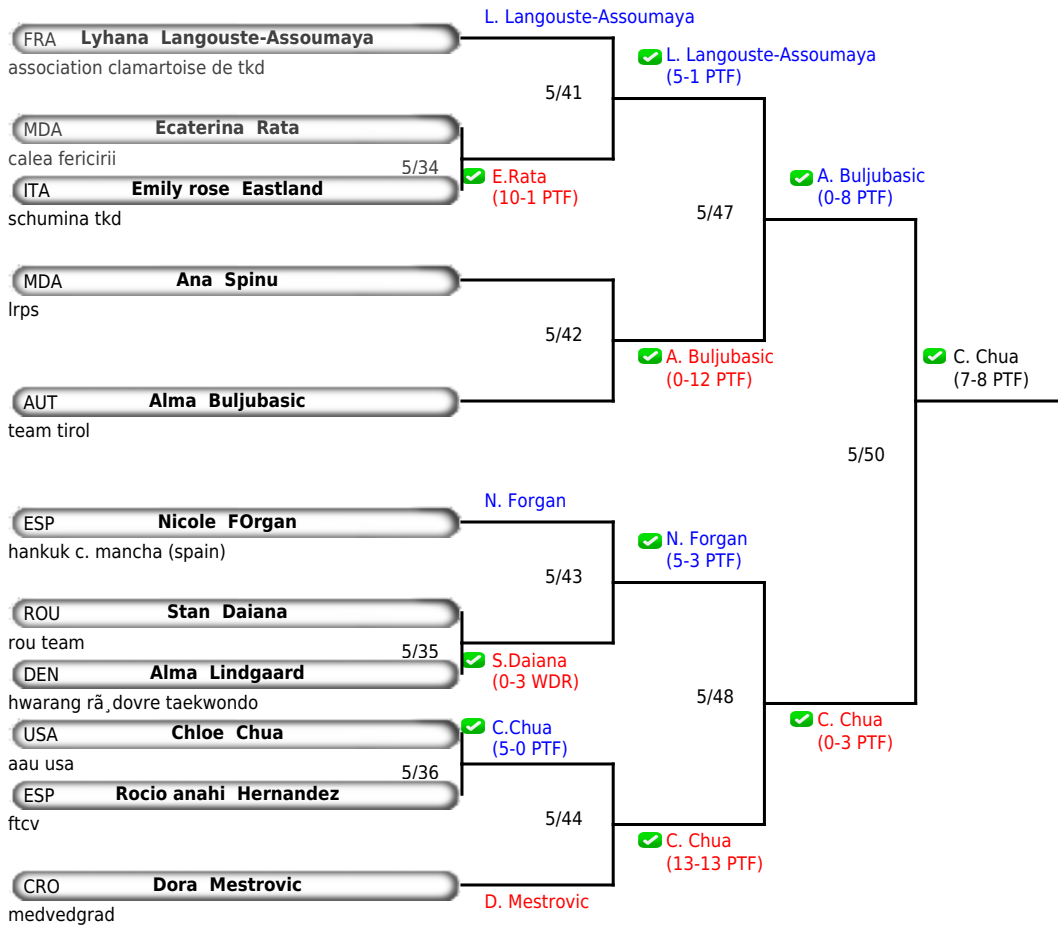 L. Langouste-Assoumaya
FRA Lyhana Langouste-Assoumaya
association clamartoise de tkd
L. Langouste-Assoumaya
(5-1 PTF)
5/41
MDA Ecaterina Rata
calea fericirii
5/34
E.Rata
(10-1 PTF)
ITA Emily rose Eastland
schumina tkd
A. Buljubasic
(0-8 PTF)
5/47
MDA Ana Spinu
lrps
5/42
A. Buljubasic
(0-12 PTF)
C. Chua
(7-8 PTF)
AUT Alma Buljubasic
team tirol
5/50
N. Forgan
ESP Nicole FOrgan
hankuk c. mancha (spain)
N. Forgan
(5-3 PTF)
5/43
ROU Stan Daiana
rou team
5/35
S.Daiana
(0-3 WDR)
DEN Alma Lindgaard
hwarang rã¸dovre taekwondo
5/48
USA Chloe Chua
aau usa
C.Chua
(5-0 PTF)
C. Chua
(0-3 PTF)
5/36
ESP Rocio anahi Hernandez
ftcv
5/44
C. Chua
(13-13 PTF)
CRO Dora Mestrovic
medvedgrad
D. Mestrovic